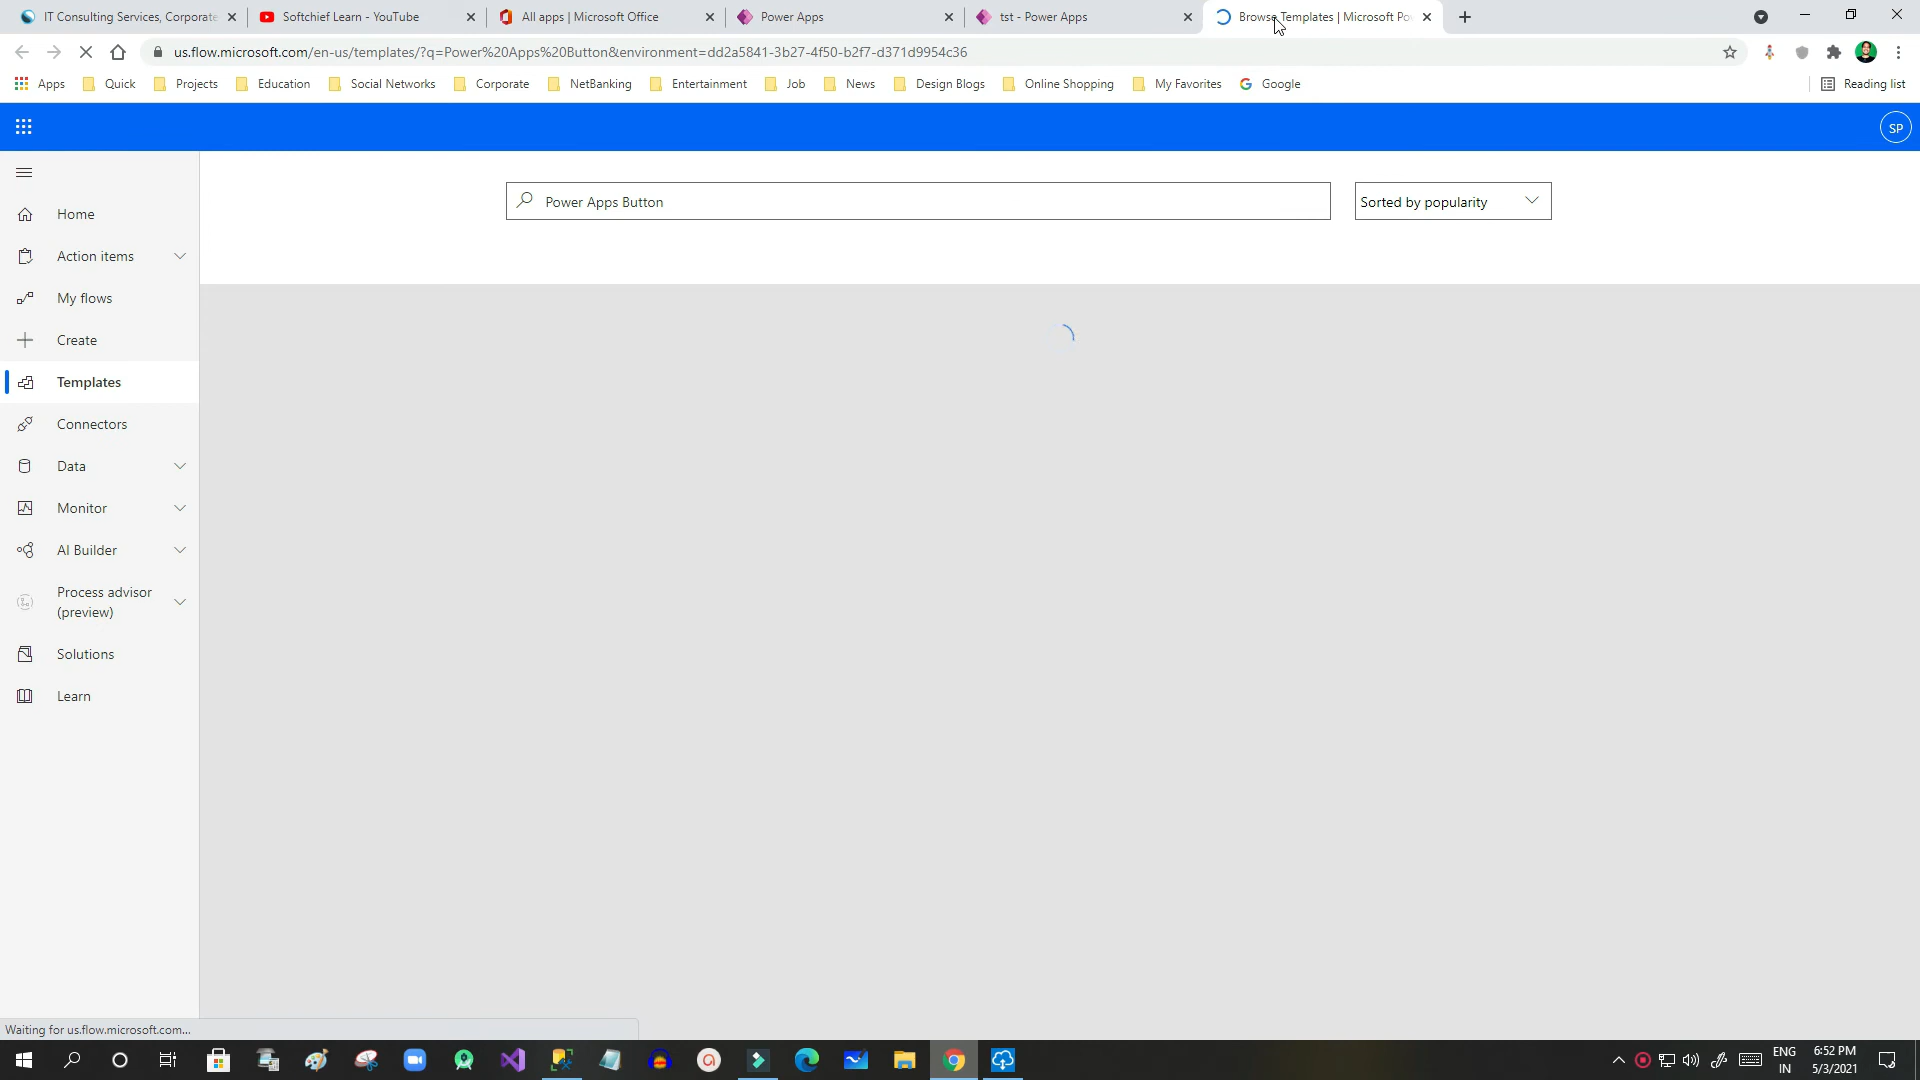 IT Consulting Services, Corporate
Softchief Learn - YouTube
All apps | Microsoft Office
Power Apps
tst - Power Apps
Browse Templates | Microsoft Po
us.flow.microsoft.com/en-us/templates/?q=Power%20Apps%20Button&environment=dd2a5841-3b27-4f50-b2f7-d371d9954c36
Apps
Quick
Projects
Education
Social Networks
Corporate
NetBanking
Entertainment
Job
News
Design Blogs
Online Shopping
My Favorites
Google
Reading list
SP
Power Apps Button
Sorted by popularity
Home
Action items
My flows
Create
Templates
Connectors
Data
Monitor
AI Builder
Process advisor
(preview)
Solutions
Learn
Waiting for us.flow.microsoft.com...
ENG
IN
6:52 PM
5/3/2021